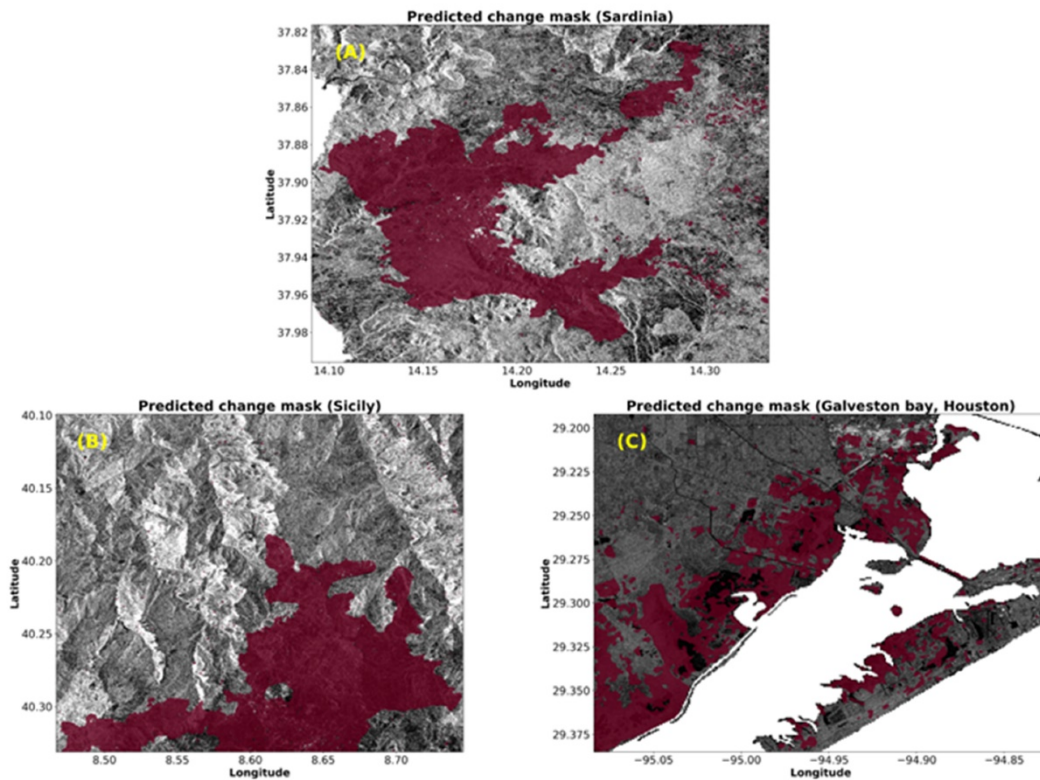 Predicted change mask (Sardinia)
(A)
37.82
37.84
37.86
37.88
37.90
37.92
37.94
37.96
37.98
Latitude
14.10 14.15 14.20 14.25 14.30
Longitude
Predicted change mask (Sicily)
(B)
40.10
40.15
40.20
40.25
40.30
Latitude
8.50 8.55 8.60 8.65 8.70
Longitude
Predicted change mask (Galveston bay, Houston)
(C)
29.200
29.225
29.250
29.275
29.300
29.325
29.350
29.375
Latitude
−95.05 −95.00 −94.95 −94.90 −94.85
Longitude